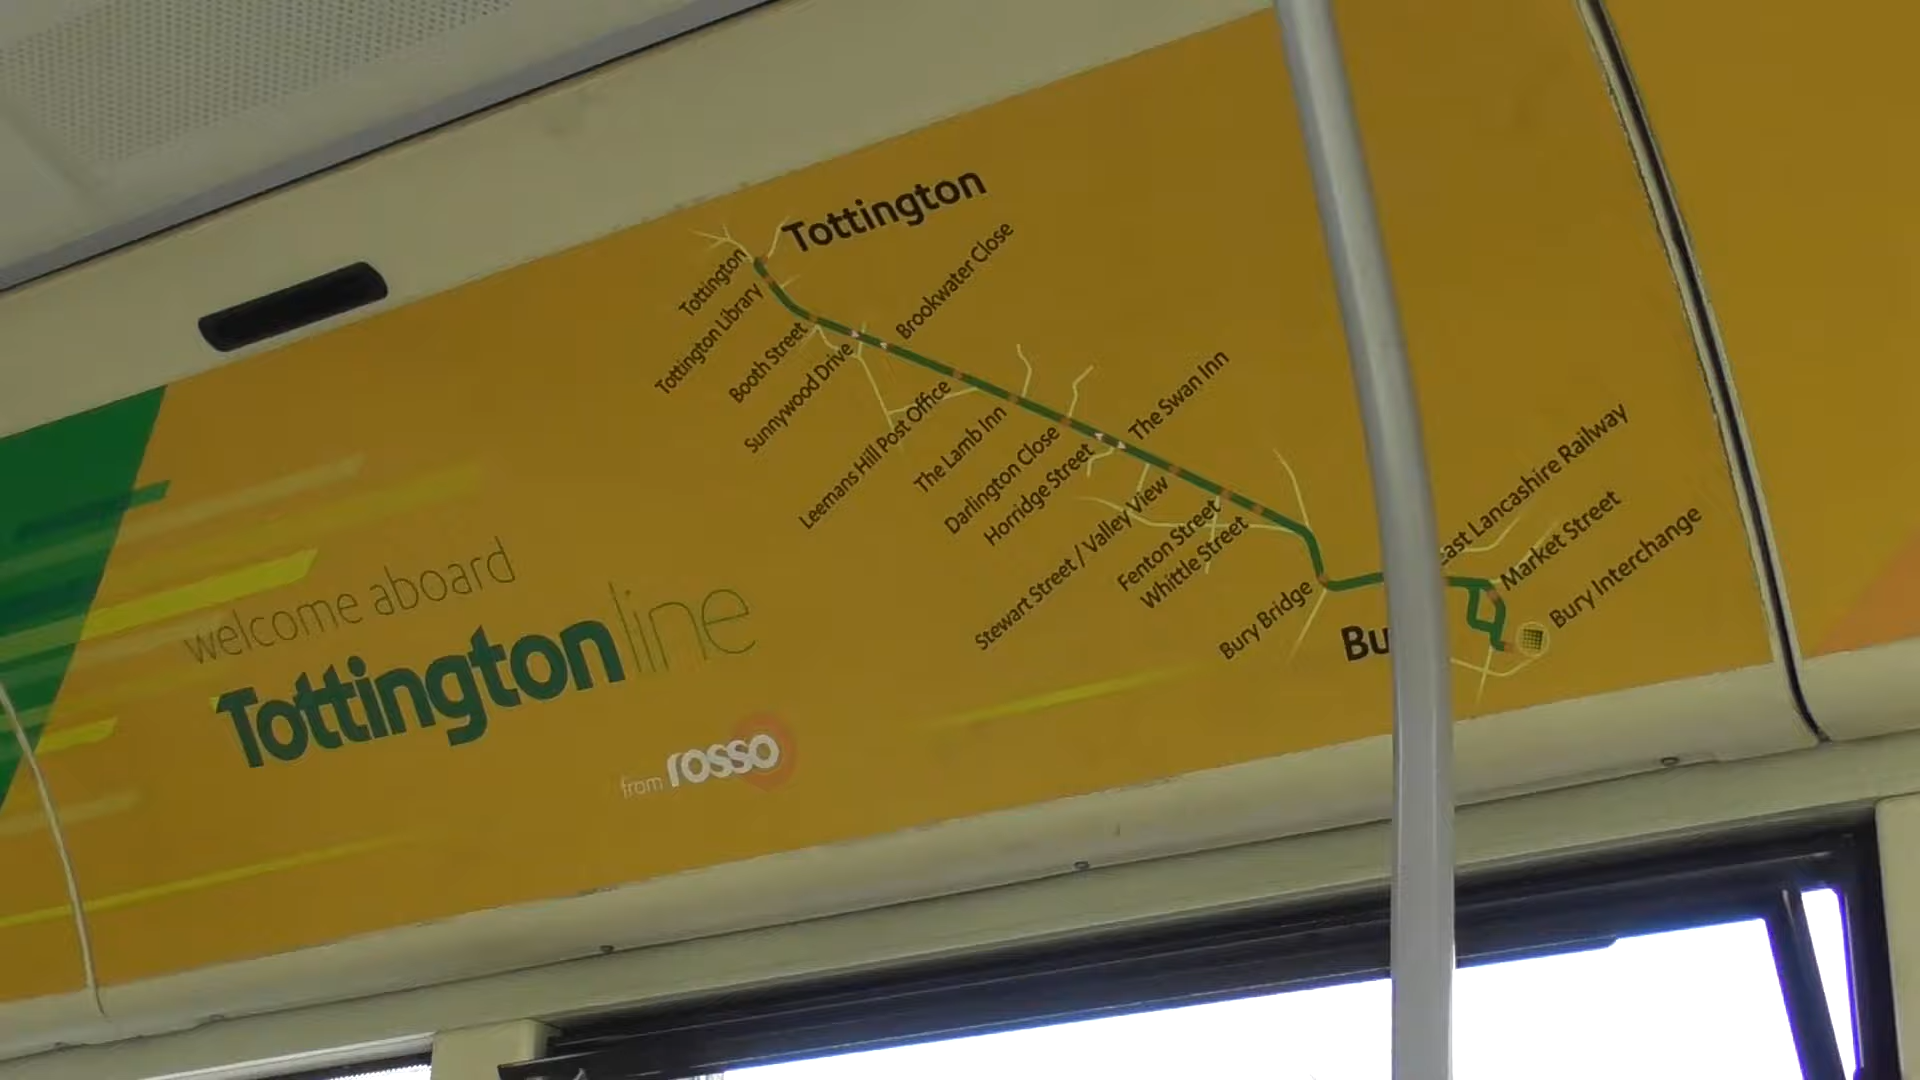 welcome aboard
Tottington line
from rosso
Tottington
Tottington
Tottington Library
Booth Street
Sunnywood Drive
Brookwater Close
Leemans Hill Post Office
The Lamb Inn
Darlington Close
Horridge Street
The Swan Inn
Stewart Street / Valley View
Fenton Street
Whittle Street
Bury Bridge
Bu
East Lancashire Railway
Market Street
Bury Interchange